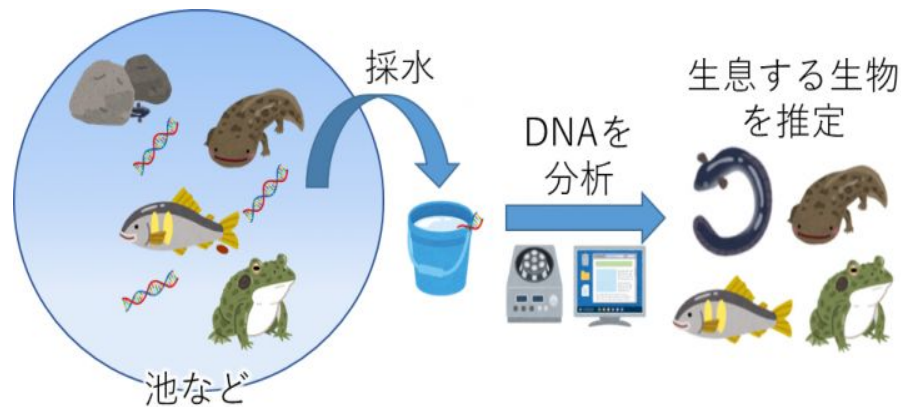 採水
DNAを
分析
生息する生物
を推定
池など